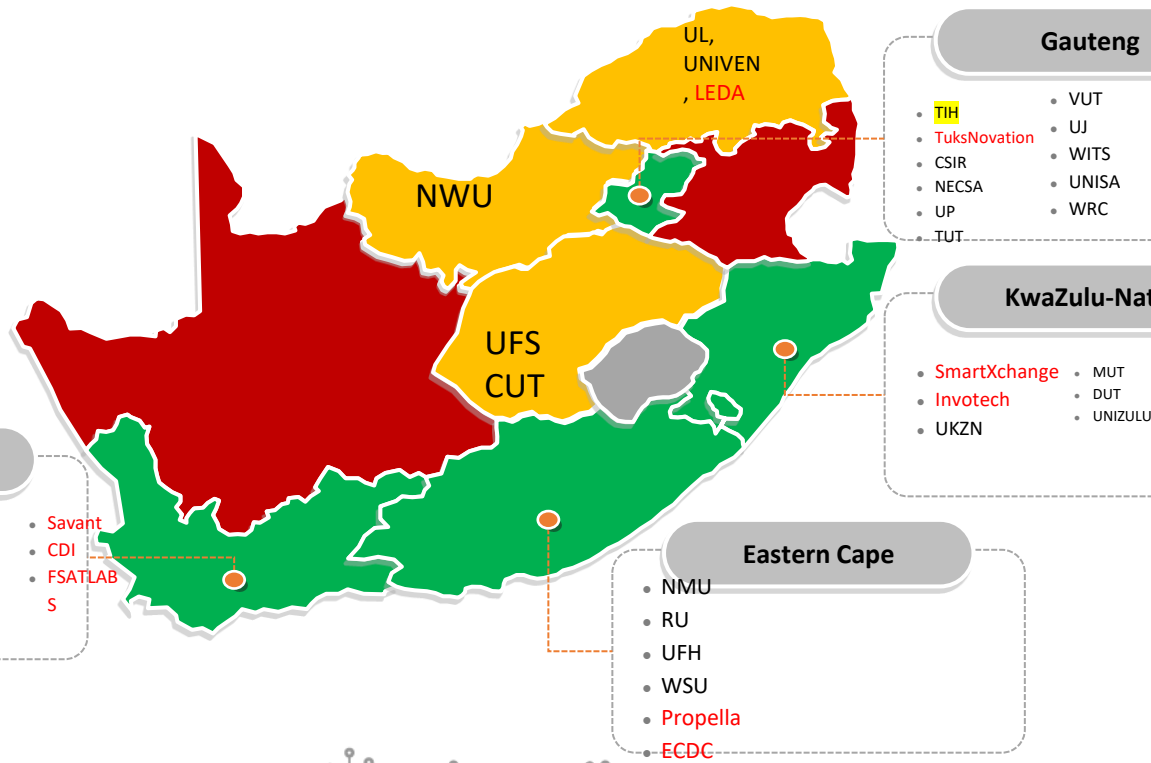 UL,
UNIVEN
, LEDA
NWU
UFS
CUT
Gauteng
TIH
TuksNovation
CSIR
NECSA
UP
TUT
VUT
UJ
WITS
UNISA
WRC
KwaZulu-Nat
SmartXchange
Invotech
UKZN
MUT
DUT
UNIZULU
Savant
CDI
FSATLAB
S
Eastern Cape
NMU
RU
UFH
WSU
Propella
ECDC